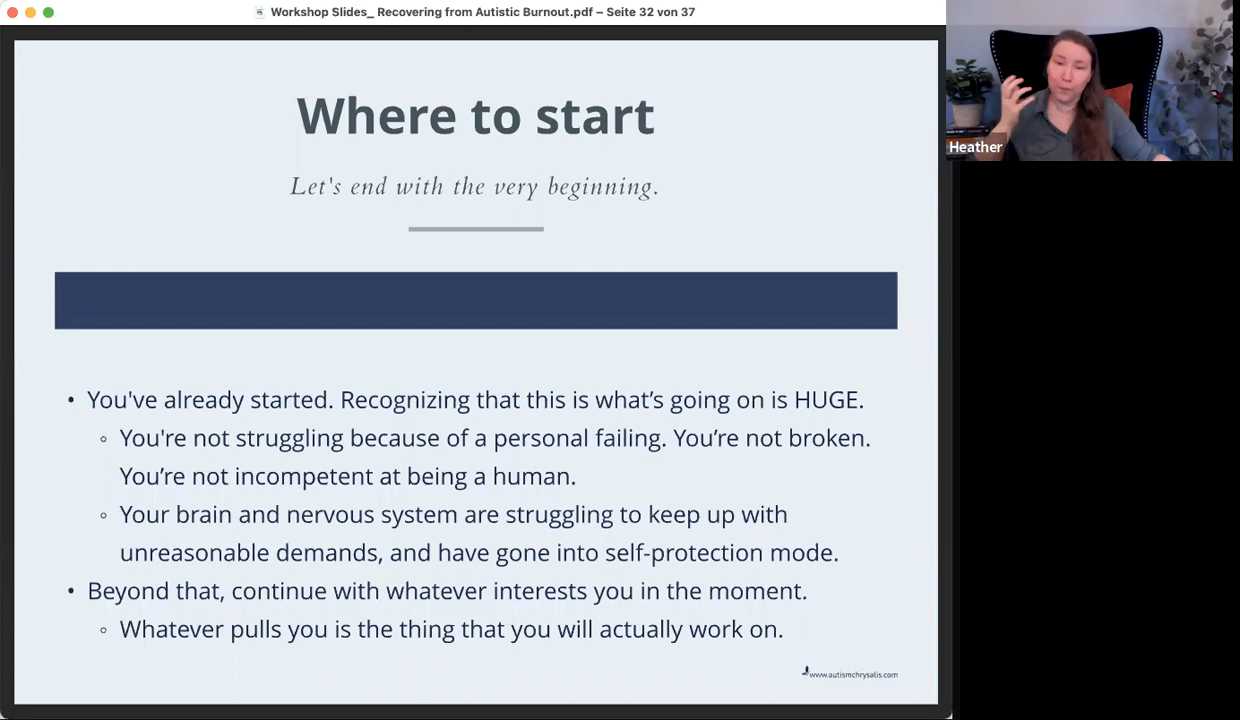 Workshop Slides_ Recovering from Autistic Burnout.pdf – Seite 32 von 37
Heather
Where to start
Let's end with the very beginning.
• You've already started. Recognizing that this is what’s going on is HUGE.
◦ You're not struggling because of a personal failing. You’re not broken.
You’re not incompetent at being a human.
◦ Your brain and nervous system are struggling to keep up with
unreasonable demands, and have gone into self-protection mode.
• Beyond that, continue with whatever interests you in the moment.
◦ Whatever pulls you is the thing that you will actually work on.
www.autismchrysalis.com